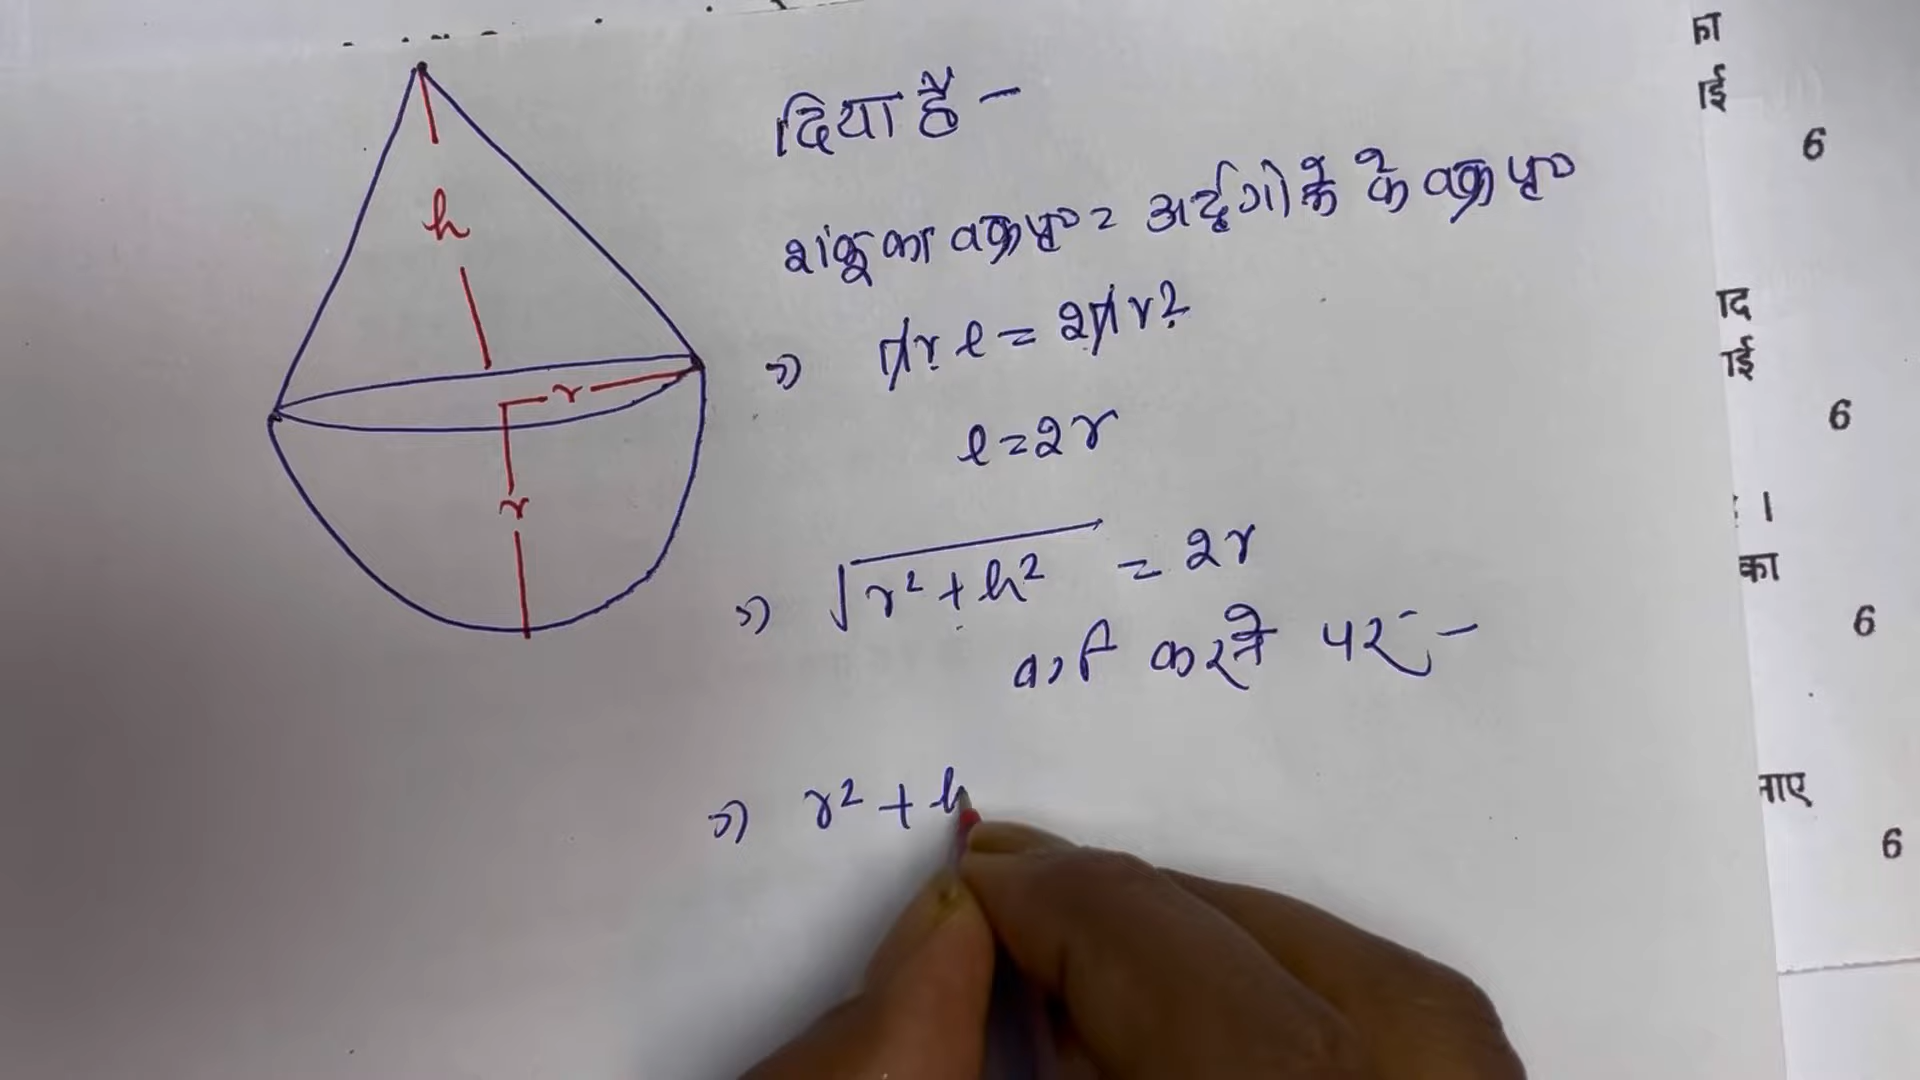 h
r
r
दिया है -
शंकू का वक्र पृ० = अर्द्धगोले के वक्र पृ०
⇒ πrl = 2πr²
l = 2r
⇒ √r² + h² = 2r
वर्ग करने पर -
⇒ r² + h
का
ाई
6
ादि
ाई
6
।
का
6
नाए
6